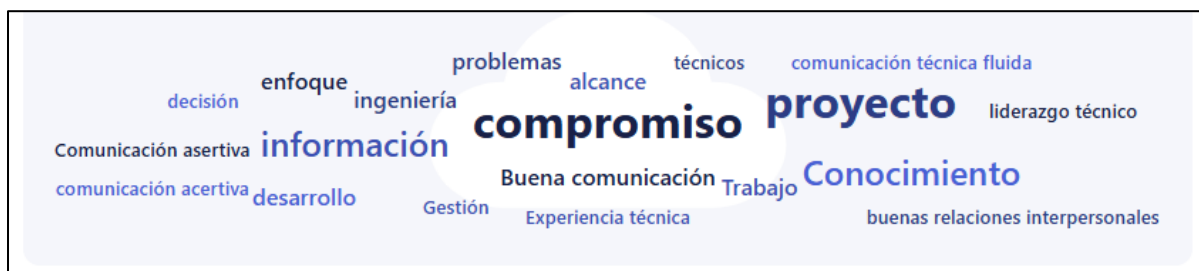 problemas técnicos comunicación técnica fluida
enfoque alcance
decisión ingeniería proyecto liderazgo técnico
compromiso
Comunicación asertiva información
Buena comunicación Trabajo Conocimiento
comunicación acertiva desarrollo
Gestión Experiencia técnica buenas relaciones interpersonales